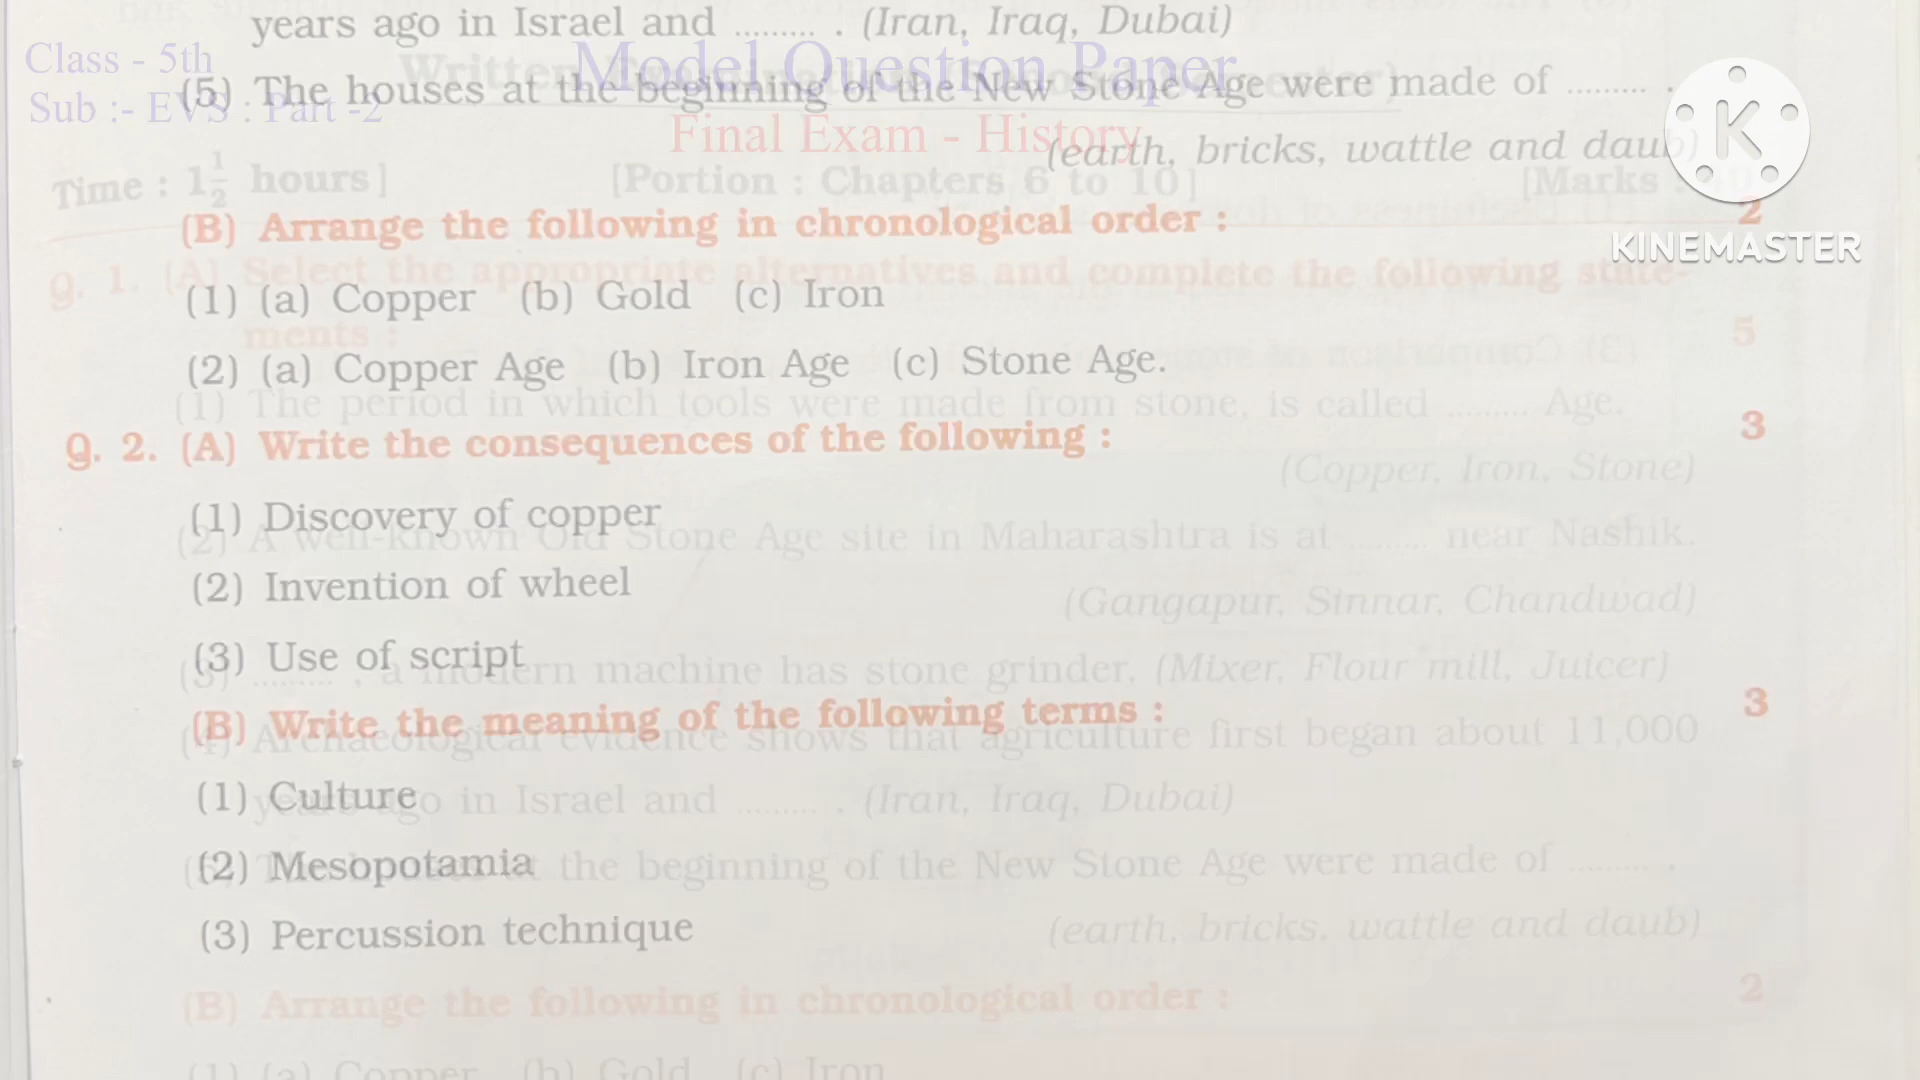 years ago in Israel and ......... . (Iran, Iraq, Dubai)
Class - 5th
Model Question Paper
Written Examination
(5) The houses at the beginning of the New Stone Age were made of ......... .
Sub :- EVS : Part -2
Final Exam - History
(earth, bricks, wattle and daub)
K
Time : 1 1/2 hours] [Portion : Chapters 6 to 10] [Marks :
(B) Arrange the following in chronological order : 2
KINEMASTER
Q. 1. (A) Select the appropriate alternatives and complete the following state-
(1) (a) Copper (b) Gold (c) Iron
ments : 5
(2) (a) Copper Age (b) Iron Age (c) Stone Age.
(1) The period in which tools were made from stone, is called ......... Age.
Q. 2. (A) Write the consequences of the following : 3
(Copper, Iron, Stone)
(1) Discovery of copper
(2) A well-known Old Stone Age site in Maharashtra is at ......... near Nashik.
(2) Invention of wheel
(Gangapur, Sinnar, Chandwad)
(3) Use of script
(3) ......... , a modern machine has stone grinder. (Mixer, Flour mill, Juicer)
(B) Write the meaning of the following terms : 3
(4) Archaeological evidence shows that agriculture first began about 11,000
(1) Culture
years ago in Israel and ......... . (Iran, Iraq, Dubai)
(2) Mesopotamia
(5) The houses at the beginning of the New Stone Age were made of ......... .
(3) Percussion technique
(earth, bricks, wattle and daub)
(B) Arrange the following in chronological order : 2
(1) (a) Copper (b) Gold (c) Iron